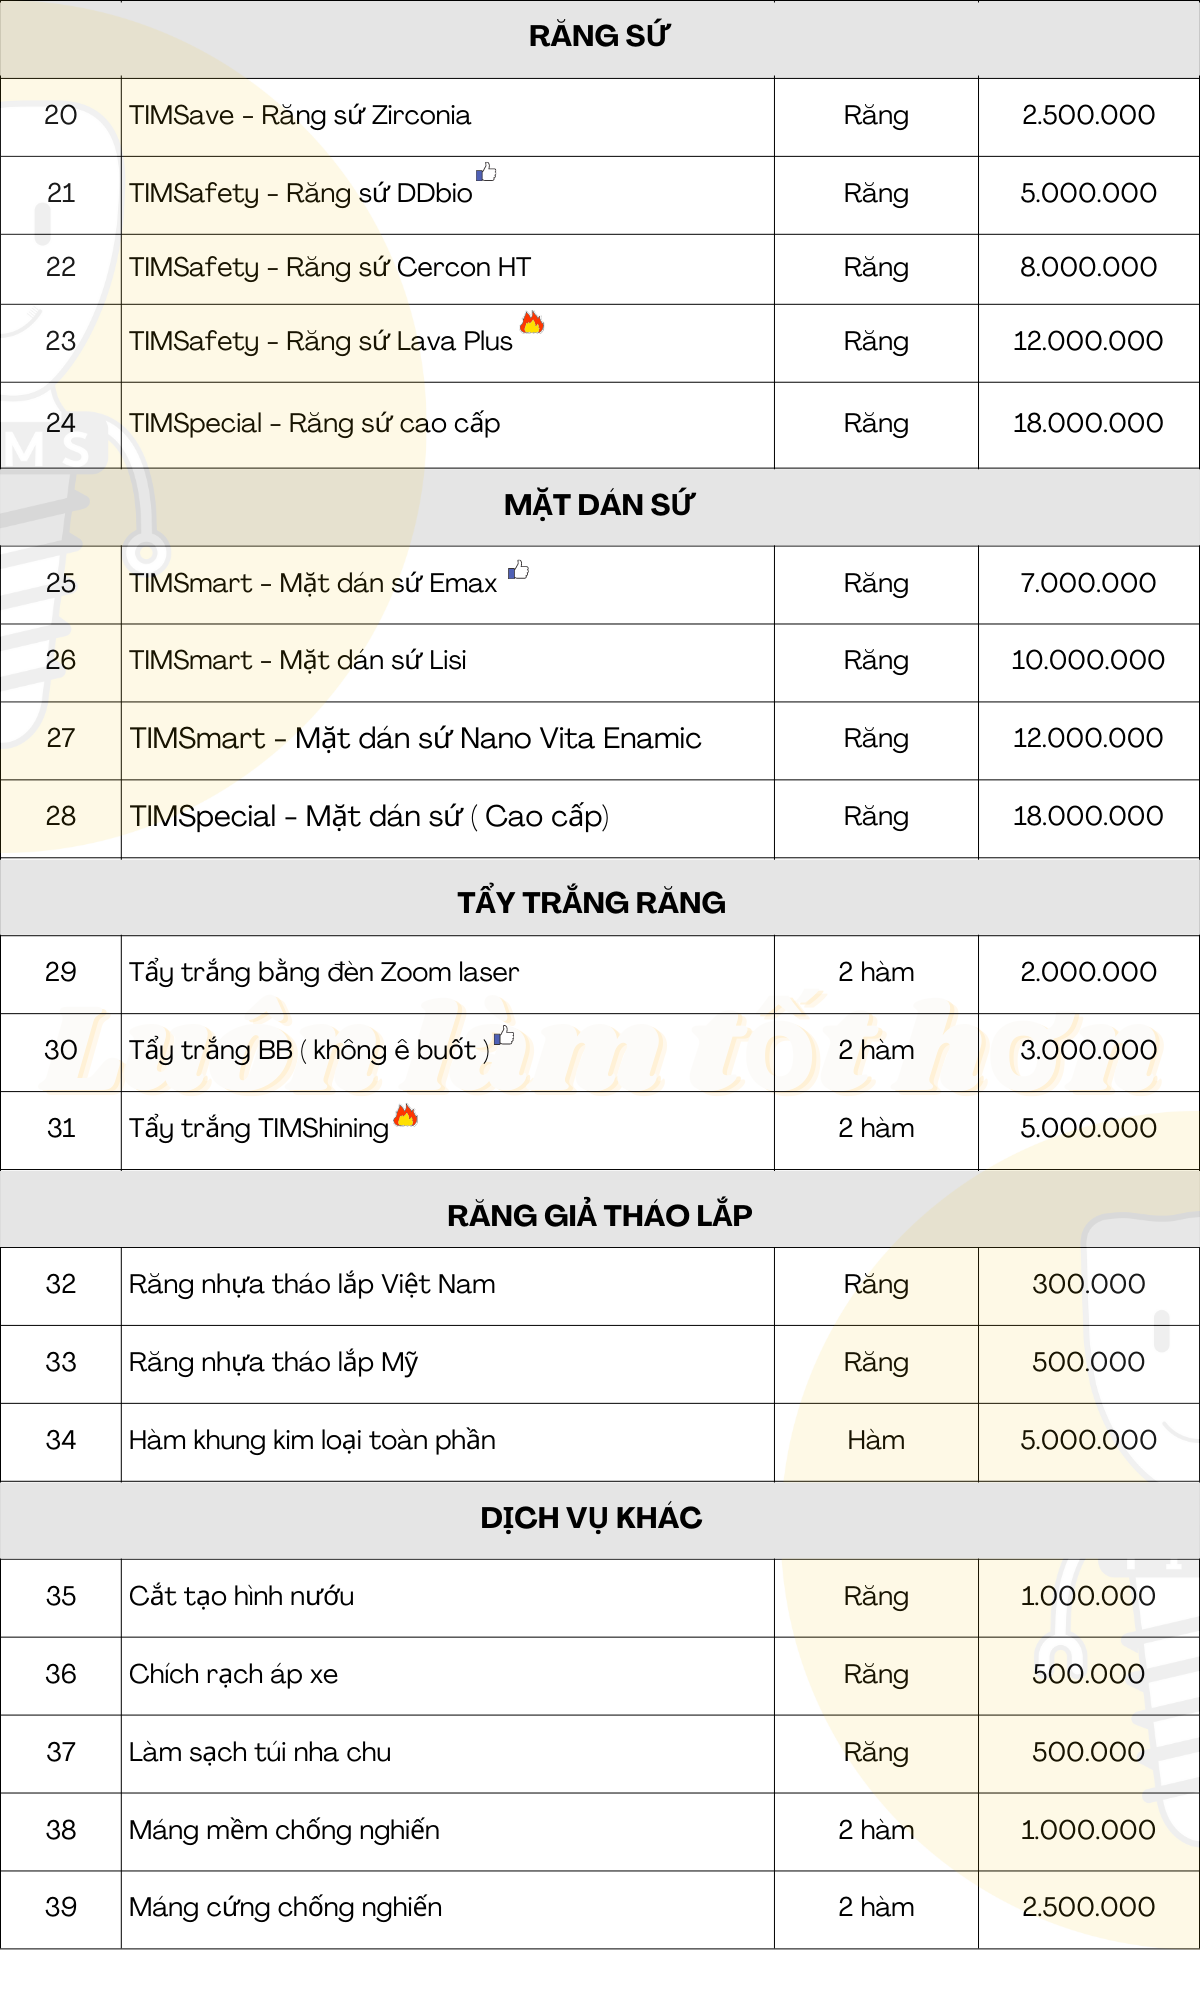 RĂNG SỨ
20 TIMSave - Răng sứ Zirconia Răng 2.500.000
21 TIMSafety - Răng sứ DDbio Răng 5.000.000
22 TIMSafety - Răng sứ Cercon HT Răng 8.000.000
23 TIMSafety - Răng sứ Lava Plus Răng 12.000.000
24 TIMSpecial - Răng sứ cao cấp Răng 18.000.000
MẶT DÁN SỨ
25 TIMSmart - Mặt dán sứ Emax Răng 7.000.000
26 TIMSmart - Mặt dán sứ Lisi Răng 10.000.000
27 TIMSmart - Mặt dán sứ Nano Vita Enamic Răng 12.000.000
28 TIMSpecial - Mặt dán sứ ( Cao cấp) Răng 18.000.000
TẨY TRẮNG RĂNG
29 Tẩy trắng bằng đèn Zoom laser 2 hàm 2.000.000
30 Tẩy trắng BB ( không ê buốt ) 2 hàm 3.000.000
Luôn làm tốt hơn
31 Tẩy trắng TIMShining 2 hàm 5.000.000
RĂNG GIẢ THÁO LẮP
32 Răng nhựa tháo lắp Việt Nam Răng 300.000
33 Răng nhựa tháo lắp Mỹ Răng 500.000
34 Hàm khung kim loại toàn phần Hàm 5.000.000
DỊCH VỤ KHÁC
35 Cắt tạo hình nướu Răng 1.000.000
36 Chích rạch áp xe Răng 500.000
37 Làm sạch túi nha chu Răng 500.000
38 Máng mềm chống nghiến 2 hàm 1.000.000
39 Máng cứng chống nghiến 2 hàm 2.500.000